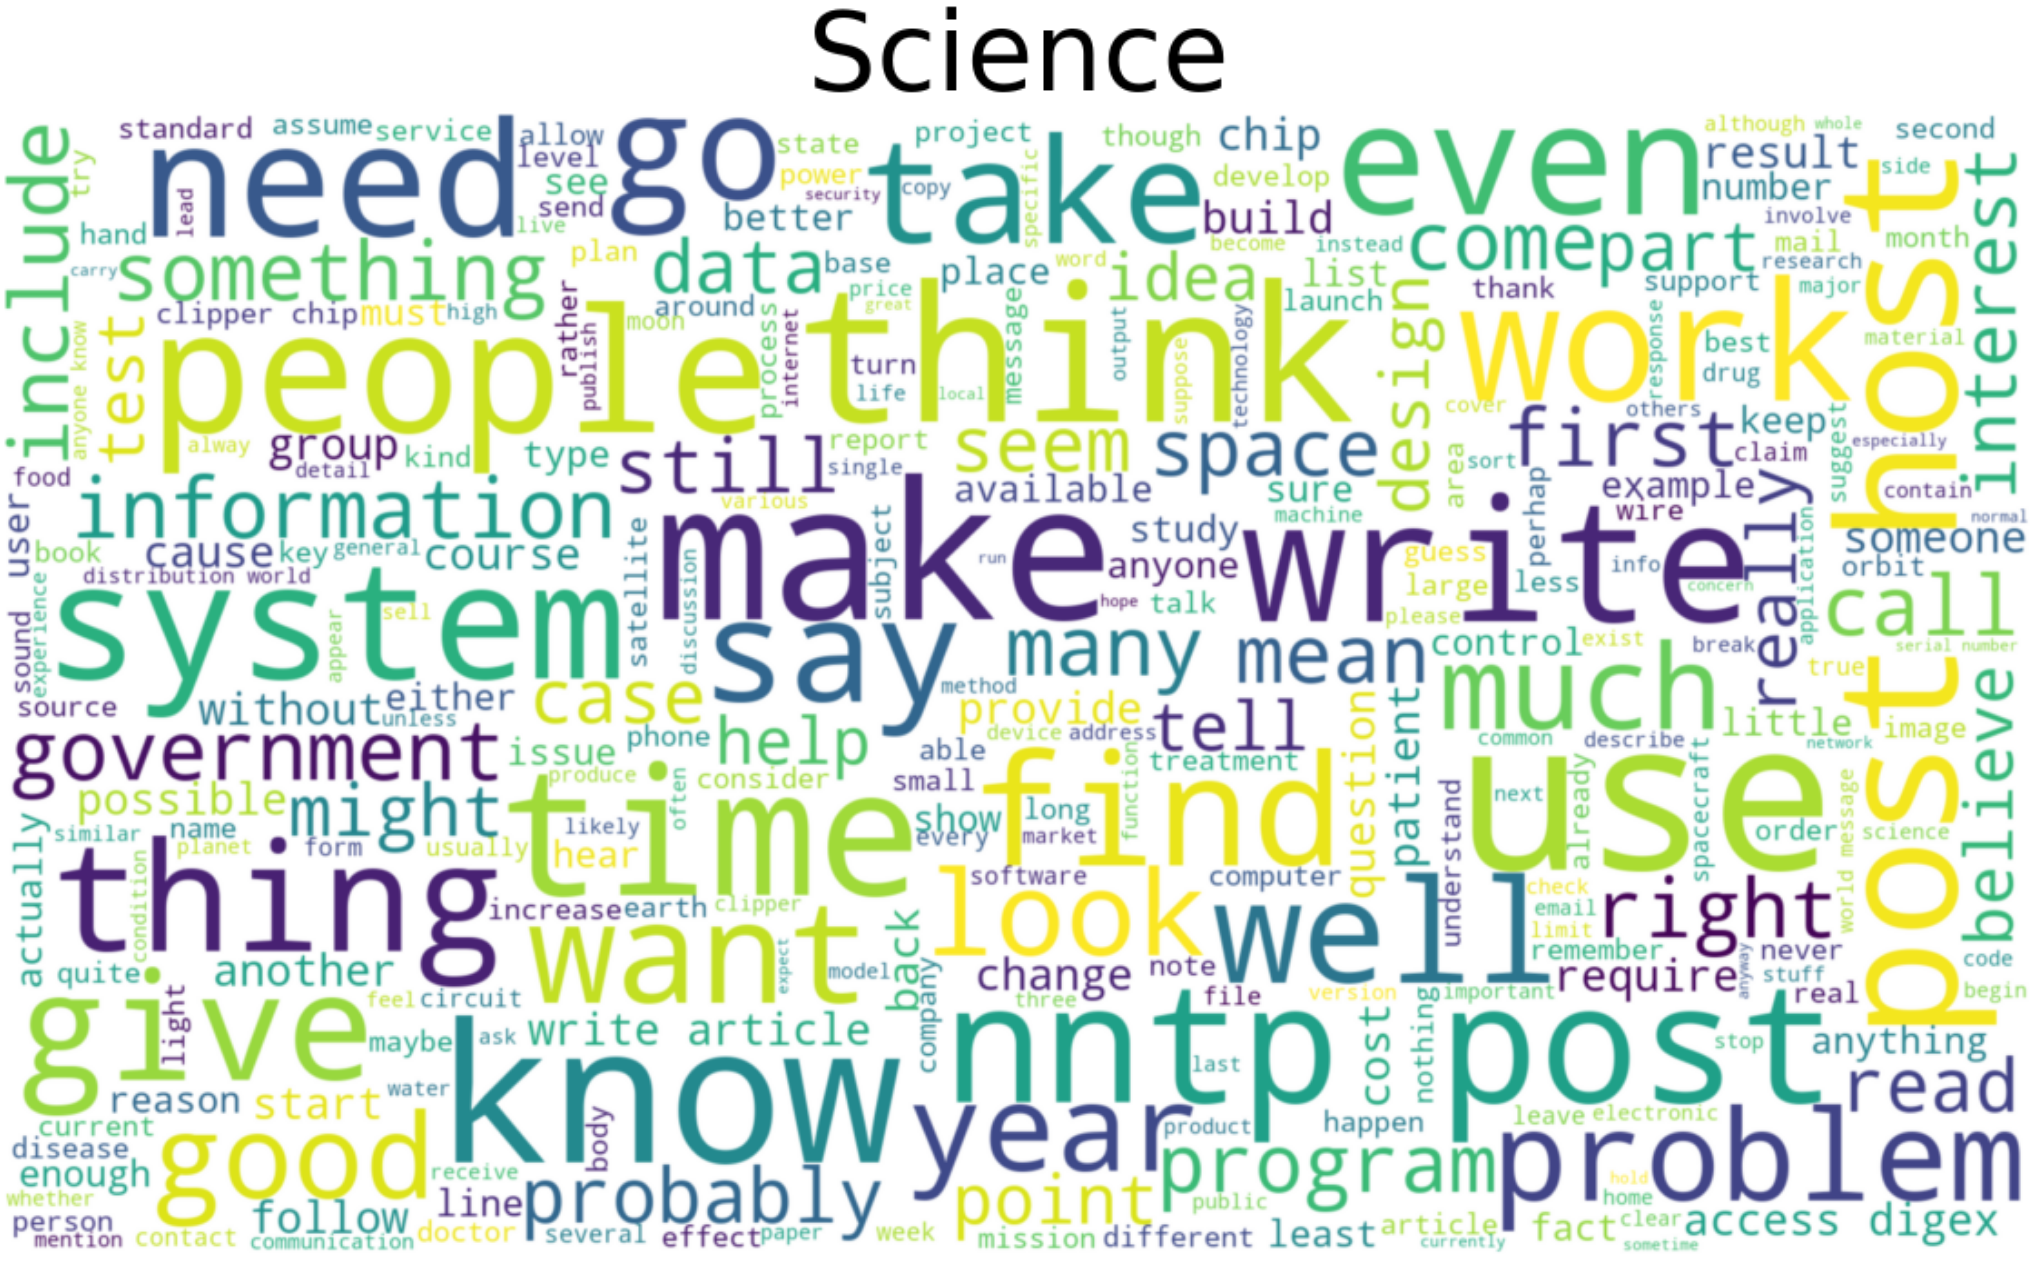 Science
standard assume service allow state project though chip although whole second
include try need level go power take copy specific develop even result side host interest
lead see send security number
hand live better build involve
something plan data base place word become instead come part mail month
carry idea list research
clipper chip must high around price launch thank support major
anyone know test people rather moon process internet great think message output suppose technology design work response material
publish turn best
life local drug
alway group cover others keep suggest especially
detail kind type still report seem space area sort first claim
food single
user information various available sure perhap example contain
subject study machine wire really normal
book cause key general course satellite discussion make run write guess someone
distribution world anyone large less info orbit
experience system sell hope talk please concern application call
sound appear say many mean control exist break serial number
case method much true believe
source without either unless provide tell question patient little image
government issue phone help device address common describe network
able function treatment
possible might time produce often consider small find use next spacecraft
actually similar name show long understand already world message
planet form usually likely every market order science post
thing condition hear look software computer
increase earth clipper well check right
email
want back limit
remember never
quite another expect model change note require anyway stuff code
give light feel circuit company three file version nothing important real begin
maybe know ask write article nntp post cost stop anything
last
reason start water read
current body year product happen leave electronic problem
disease good
enough receive program
whether line probably point public hold home
person follow doctor several effect paper week mission different least article fact clear access digex
mention contact communication currently sometime